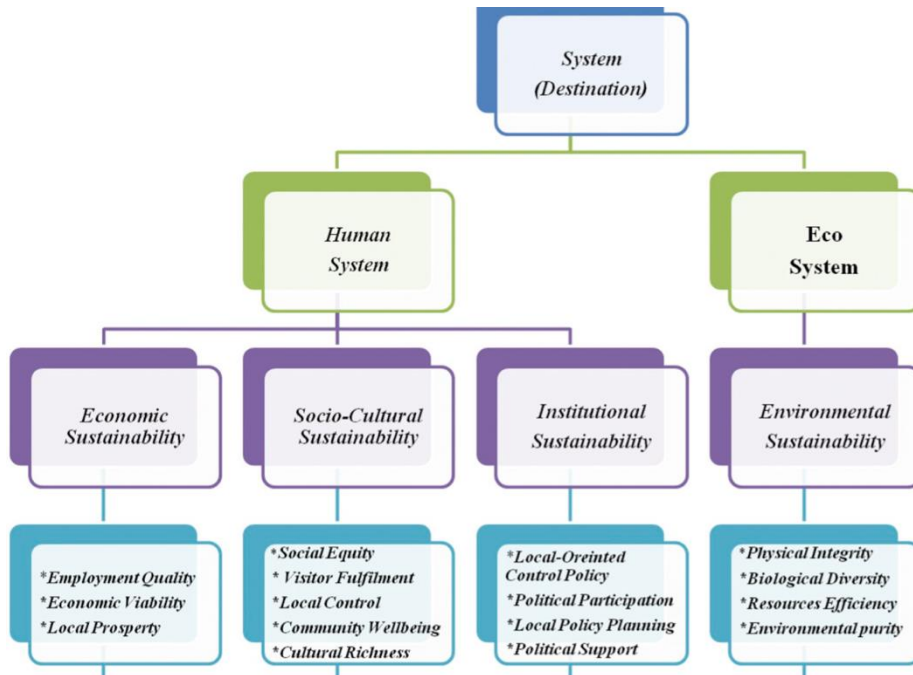 System
(Destination)
Human
System
Eco
System
Economic
Sustainability
Socio-Cultural
Sustainability
Institutional
Sustainability
Environmental
Sustainability
*Employment Quality
*Economic Viability
*Local Prosperty
*Social Equity
*Visitor Fulfilment
*Local Control
*Community Wellbeing
*Cultural Richness
*Local-Oreinted
Control Policy
*Political Participation
*Local Policy Planning
*Political Support
*Physical Integrity
*Biological Diversity
*Resources Efficiency
*Environmental purity